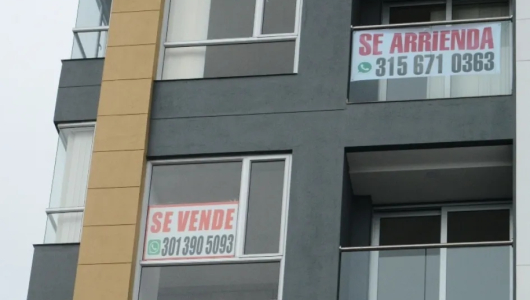 SE ARRIENDA
315 671 0363
SE VENDE
301 390 5093